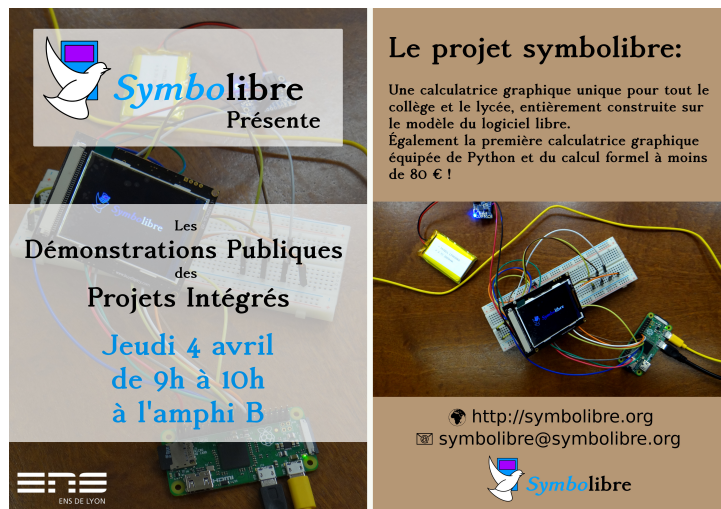 Symbolibre
Présente
Symbolibre
Les
Démonstrations Publiques
des
Projets Intégrés
Jeudi 4 avril
de 9h à 10h
à l'amphi B
ENS
ENS DE LYON
Le projet symbolibre:
Une calculatrice graphique unique pour tout le
collège et le lycée, entièrement construite sur
le modèle du logiciel libre.
Également la première calculatrice graphique
équipée de Python et du calcul formel à moins
de 80 € !
Symbolibre
http://symbolibre.org
symbolibre@symbolibre.org
Symbolibre